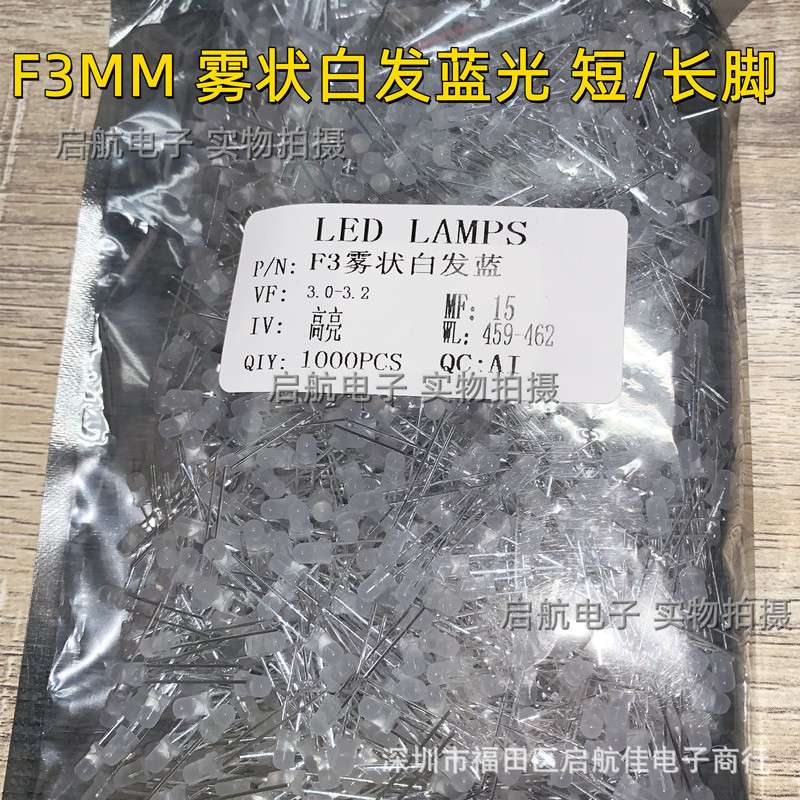 F3MM 雾状白发蓝光 短/长脚
启航电子 实物拍摄
LED LAMPS
P/N: F3雾状白发蓝
VF: 3.0-3.2 MF: 15
IV: 高亮 WL: 459-462
QIY: 1000PCS QC:AI
启航电子 实物拍摄
启航电子 实物拍摄
深圳市福田区启航佳电子商行